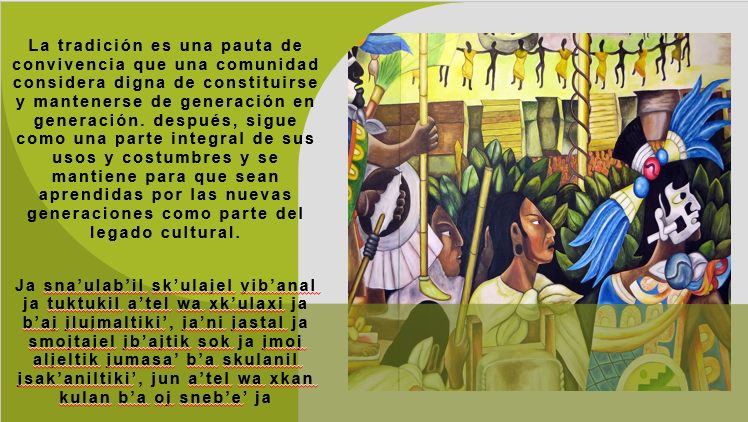 La tradición es una pauta de
convivencia que una comunidad
considera digna de constituirse
y mantenerse de generación en
generación. después, sigue
como una parte integral de sus
usos y costumbres y se
mantiene para que sean
aprendidas por las nuevas
generaciones como parte del
legado cultural.
Ja sna’ulab’il sk’ulajel yib’anal
ja tuktukil a’tel wa xk’ulaxi ja
b’aj jlujmaltiki’, ja’ni jastal ja
smojtajel jb’ajtik sok ja jmoj
aljeltik jumasa’ b’a skulanil
jsak’aniltiki’, jun a’tel wa xkan
kulan b’a oj sneb’e’ ja